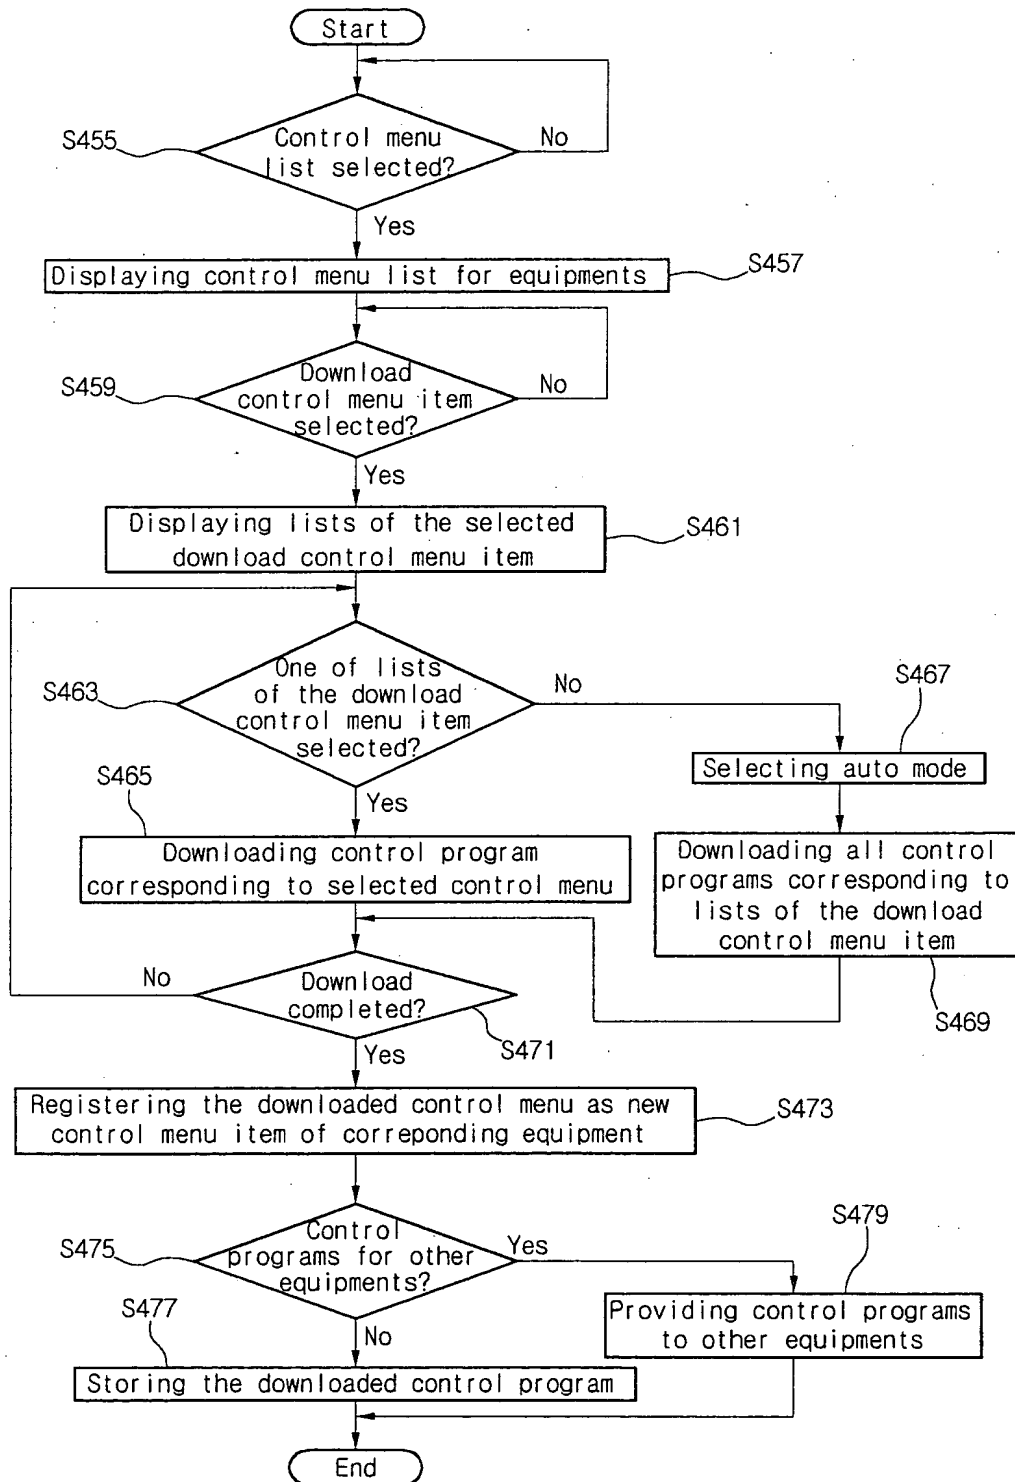 Start
S455
Control menu
list selected?
No
Yes
Displaying control menu list for equipments
S457
S459
Download
control menu item
selected?
No
Yes
Displaying lists of the selected
download control menu item
S461
S463
One of lists
of the download
control menu item
selected?
No
S467
Selecting auto mode
S465
Yes
Downloading control program
corresponding to selected control menu
Downloading all control
programs corresponding to
lists of the download
control menu item
S469
No
Download
completed?
S471
Yes
Registering the downloaded control menu as new
control menu item of correponding equipment
S473
S475
Control
programs for other
equipments?
Yes
S479
Providing control programs
to other equipments
S477
No
Storing the downloaded control program
End